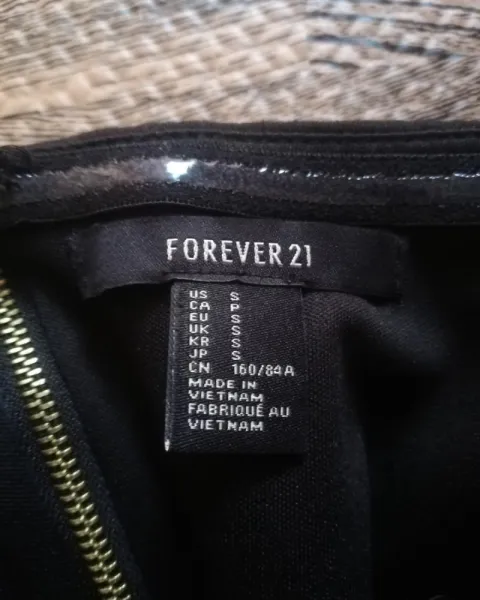 FOREVER 21
US S
CA P
EU S
UK S
KR S
JP S
CN 160/84A
MADE IN
VIETNAM
FABRIQUÉ AU
VIETNAM